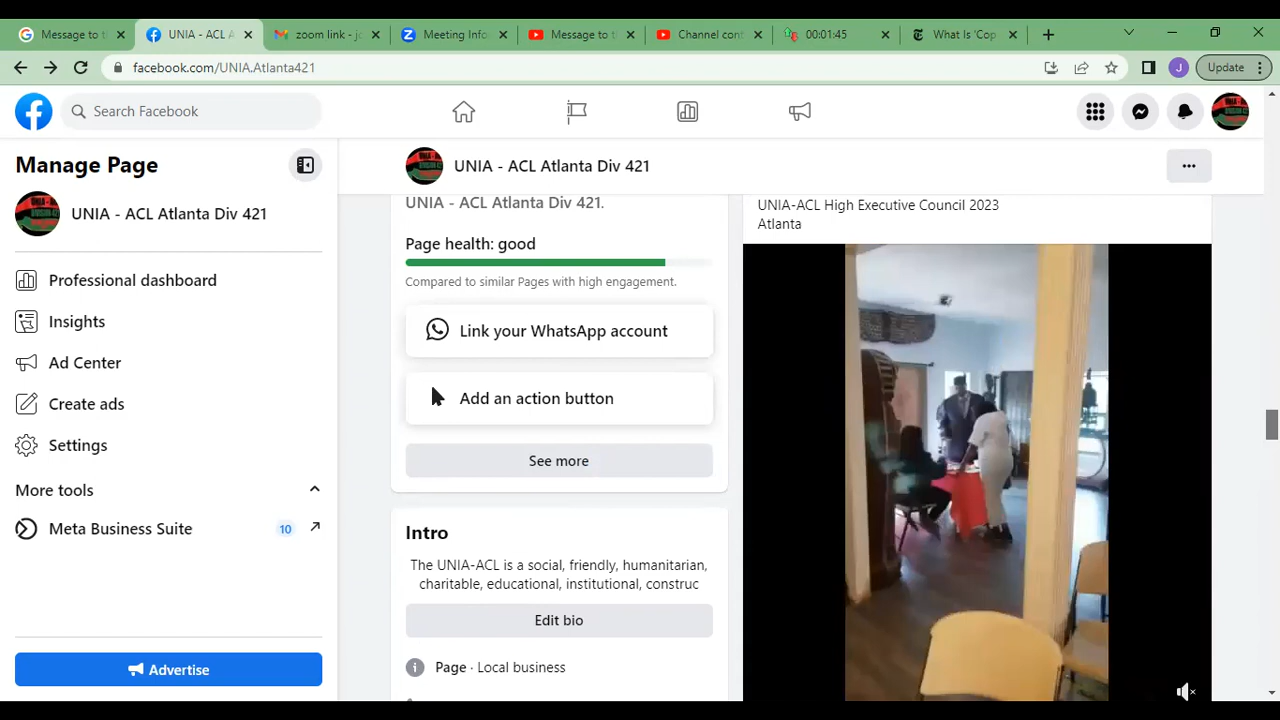 Message to t
UNIA - ACL A
zoom link - jo
Meeting Info
Message to t
Channel cont
00:01:45
What Is 'Cop
facebook.com/UNIA.Atlanta421
J
Update
Search Facebook
Manage Page
UNIA - ACL Atlanta Div 421
Professional dashboard
Insights
Ad Center
Create ads
Settings
More tools
Meta Business Suite
10
Advertise
UNIA - ACL Atlanta Div 421
UNIA - ACL Atlanta Div 421.
Page health: good
Compared to similar Pages with high engagement.
Link your WhatsApp account
Add an action button
See more
Intro
The UNIA-ACL is a social, friendly, humanitarian,
charitable, educational, institutional, construc
Edit bio
Page · Local business
UNIA-ACL High Executive Council 2023
Atlanta